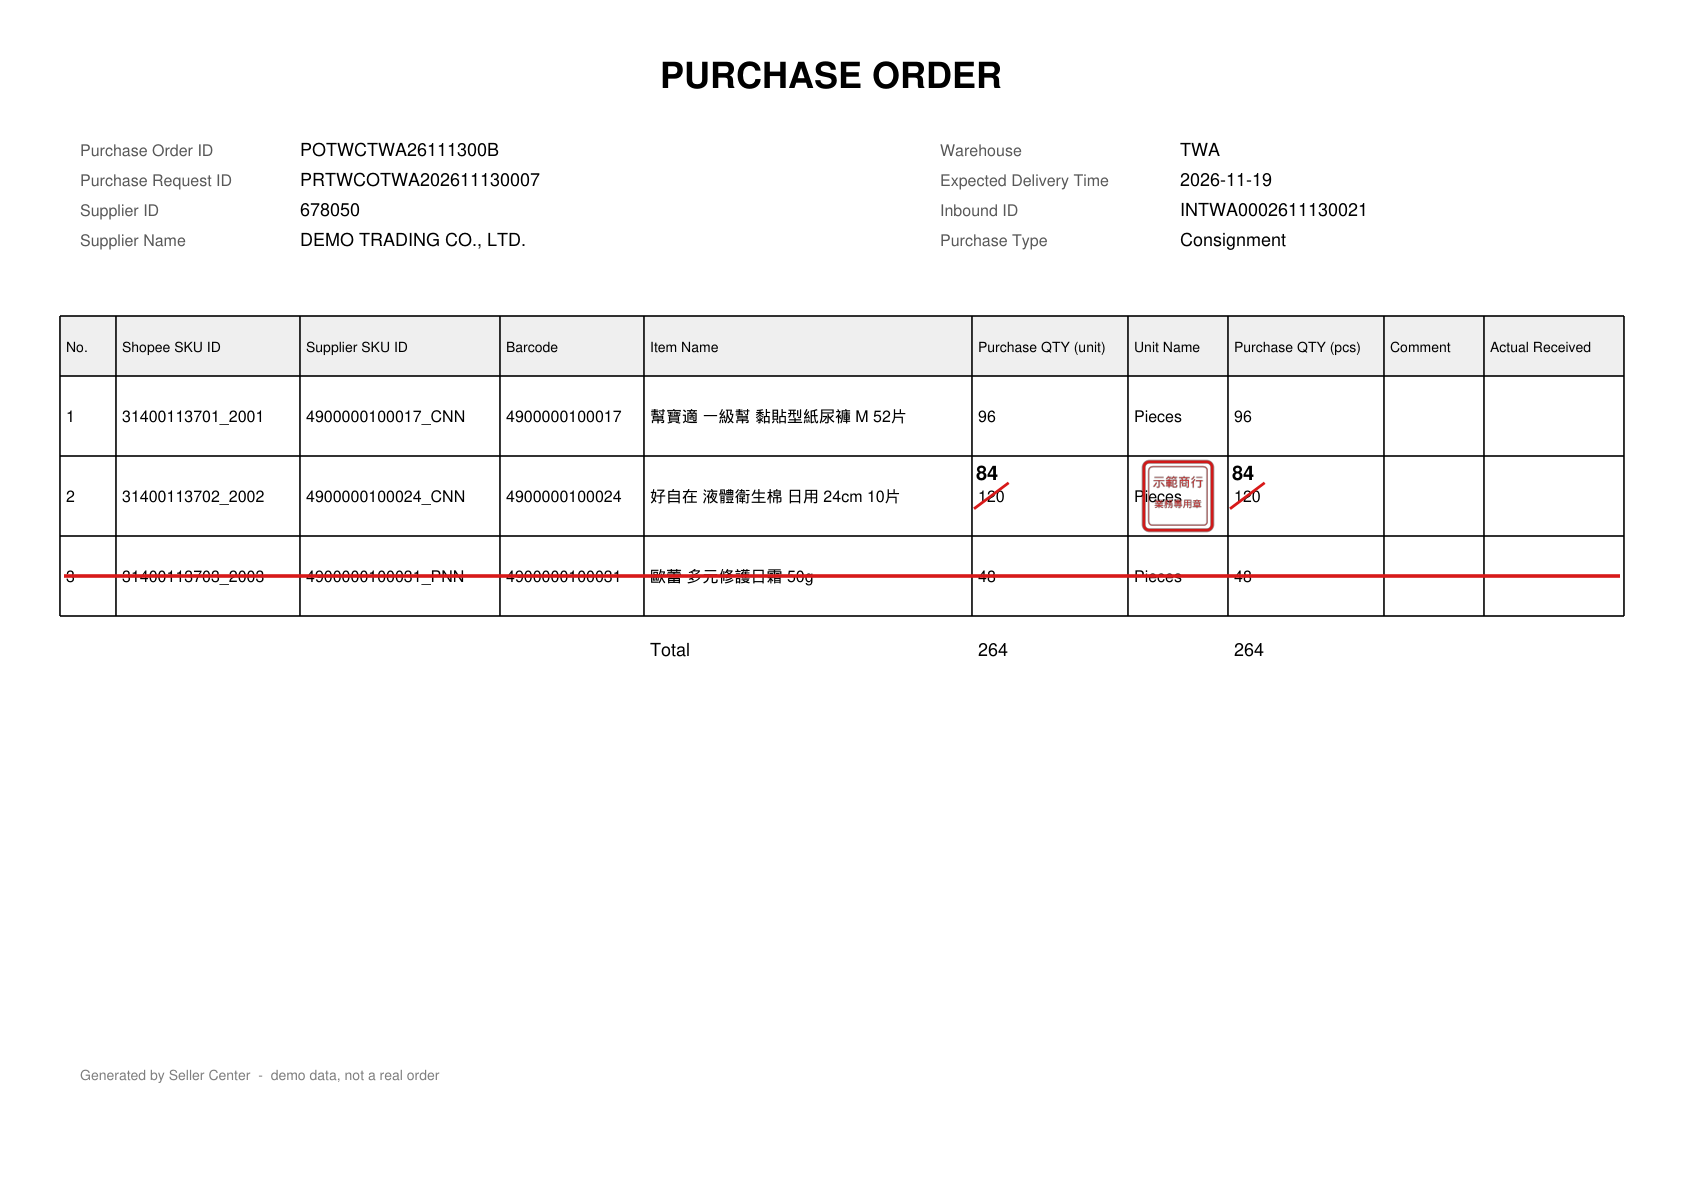 PURCHASE ORDER
Purchase Order ID POTWCTWA26111300B Warehouse TWA
Purchase Request ID PRTWCOTWA202611130007 Expected Delivery Time 2026-11-19
Supplier ID 678050 Inbound ID INTWA0002611130021
Supplier Name DEMO TRADING CO., LTD. Purchase Type Consignment
No. Shopee SKU ID Supplier SKU ID Barcode Item Name Purchase QTY (unit) Unit Name Purchase QTY (pcs) Comment Actual Received
1 31400113701_2001 4900000100017_CNN 4900000100017 幫寶適 一級幫 黏貼型紙尿褲 M 52片 96 Pieces 96
84 84
2 31400113702_2002 4900000100024_CNN 4900000100024 好自在 液體衛生棉 日用 24cm 10片 120 Pieces 120
示範商行
業務專用章
3 31400113703_2003 4900000100031_PNN 4900000100031 歐蕾 多元修護日霜 50g 48 Pieces 48
Total 264 264
Generated by Seller Center - demo data, not a real order